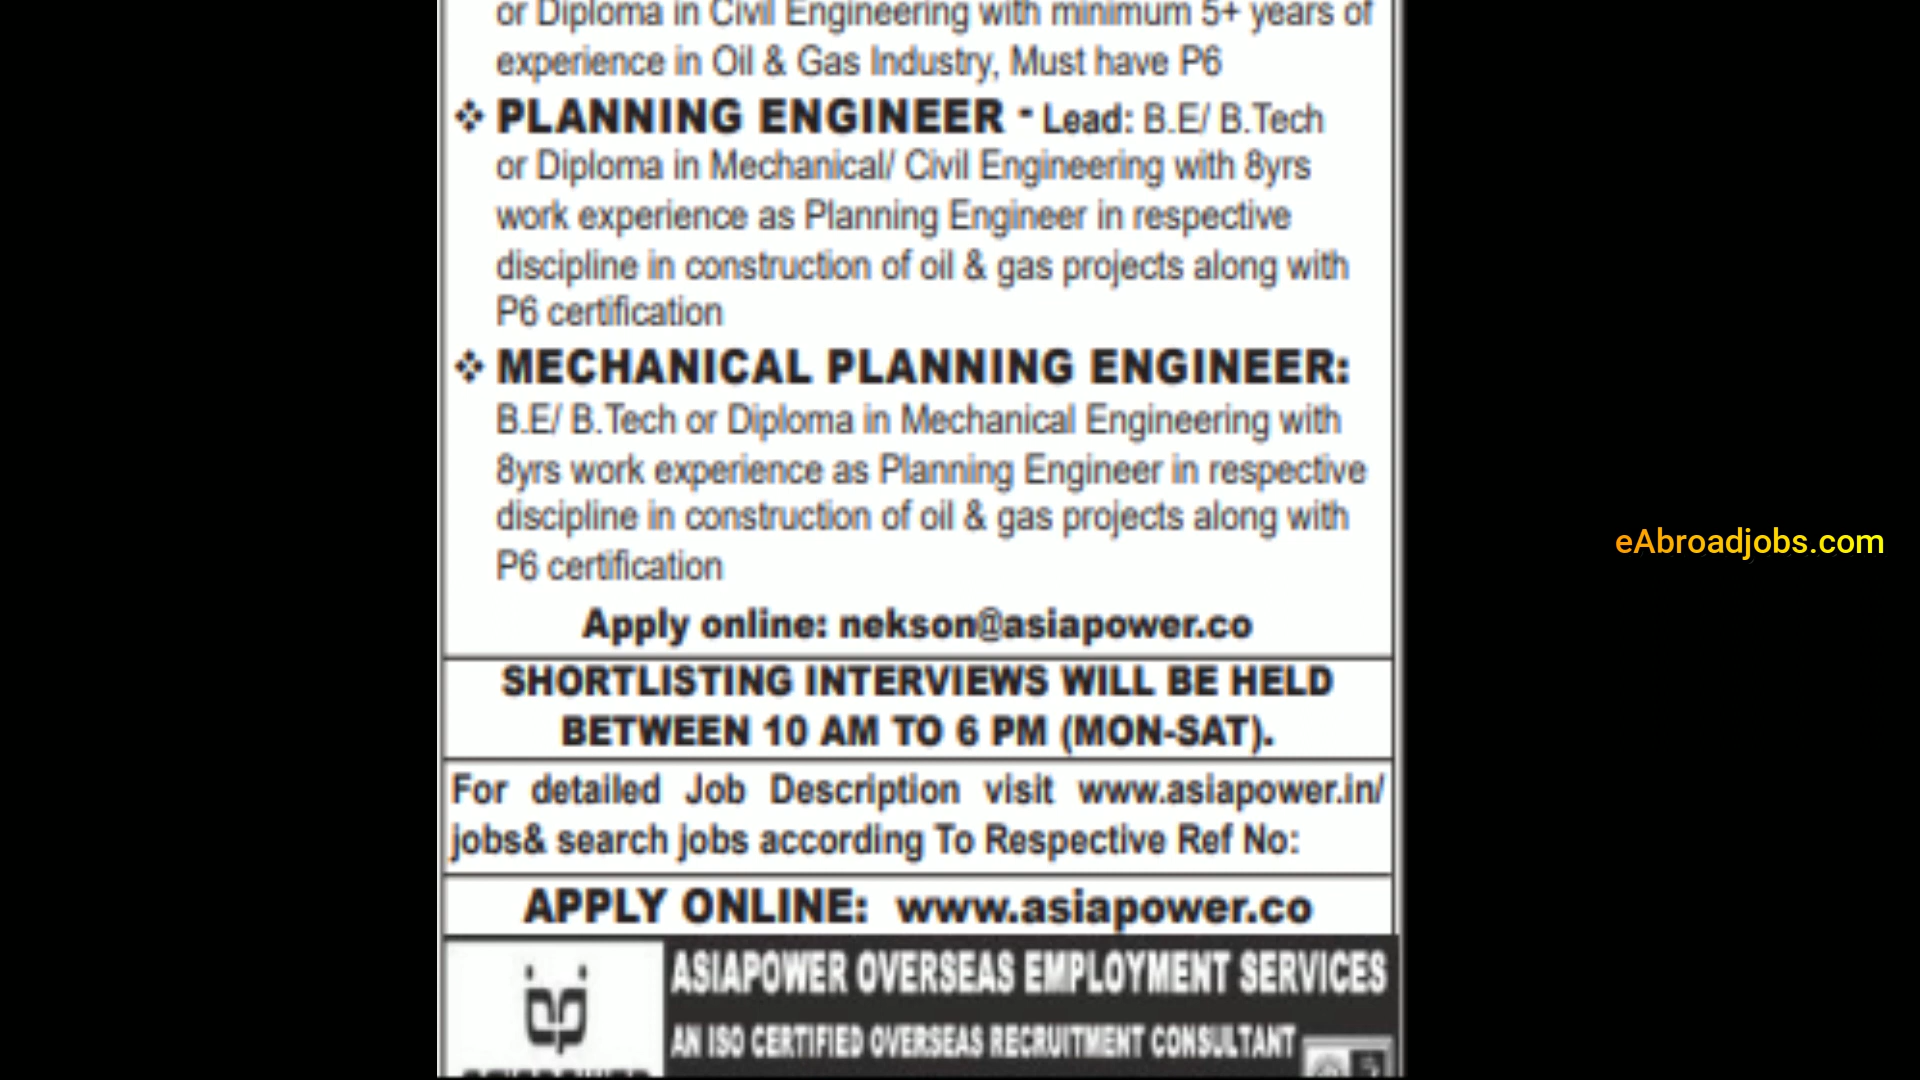 or Diploma in Civil Engineering with minimum 5+ years of
experience in Oil & Gas Industry, Must have P6
❖ PLANNING ENGINEER - Lead: B.E/ B.Tech
or Diploma in Mechanical/ Civil Engineering with 8yrs
work experience as Planning Engineer in respective
discipline in construction of oil & gas projects along with
P6 certification
❖ MECHANICAL PLANNING ENGINEER:
B.E/ B.Tech or Diploma in Mechanical Engineering with
8yrs work experience as Planning Engineer in respective
discipline in construction of oil & gas projects along with
P6 certification
Apply online: nekson@asiapower.co
SHORTLISTING INTERVIEWS WILL BE HELD
BETWEEN 10 AM TO 6 PM (MON-SAT).
For detailed Job Description visit www.asiapower.in/
jobs& search jobs according To Respective Ref No:
APPLY ONLINE: www.asiapower.co
ASIAPOWER OVERSEAS EMPLOYMENT SERVICES
AN ISO CERTIFIED OVERSEAS RECRUITMENT CONSULTANT
eAbroadjobs.com